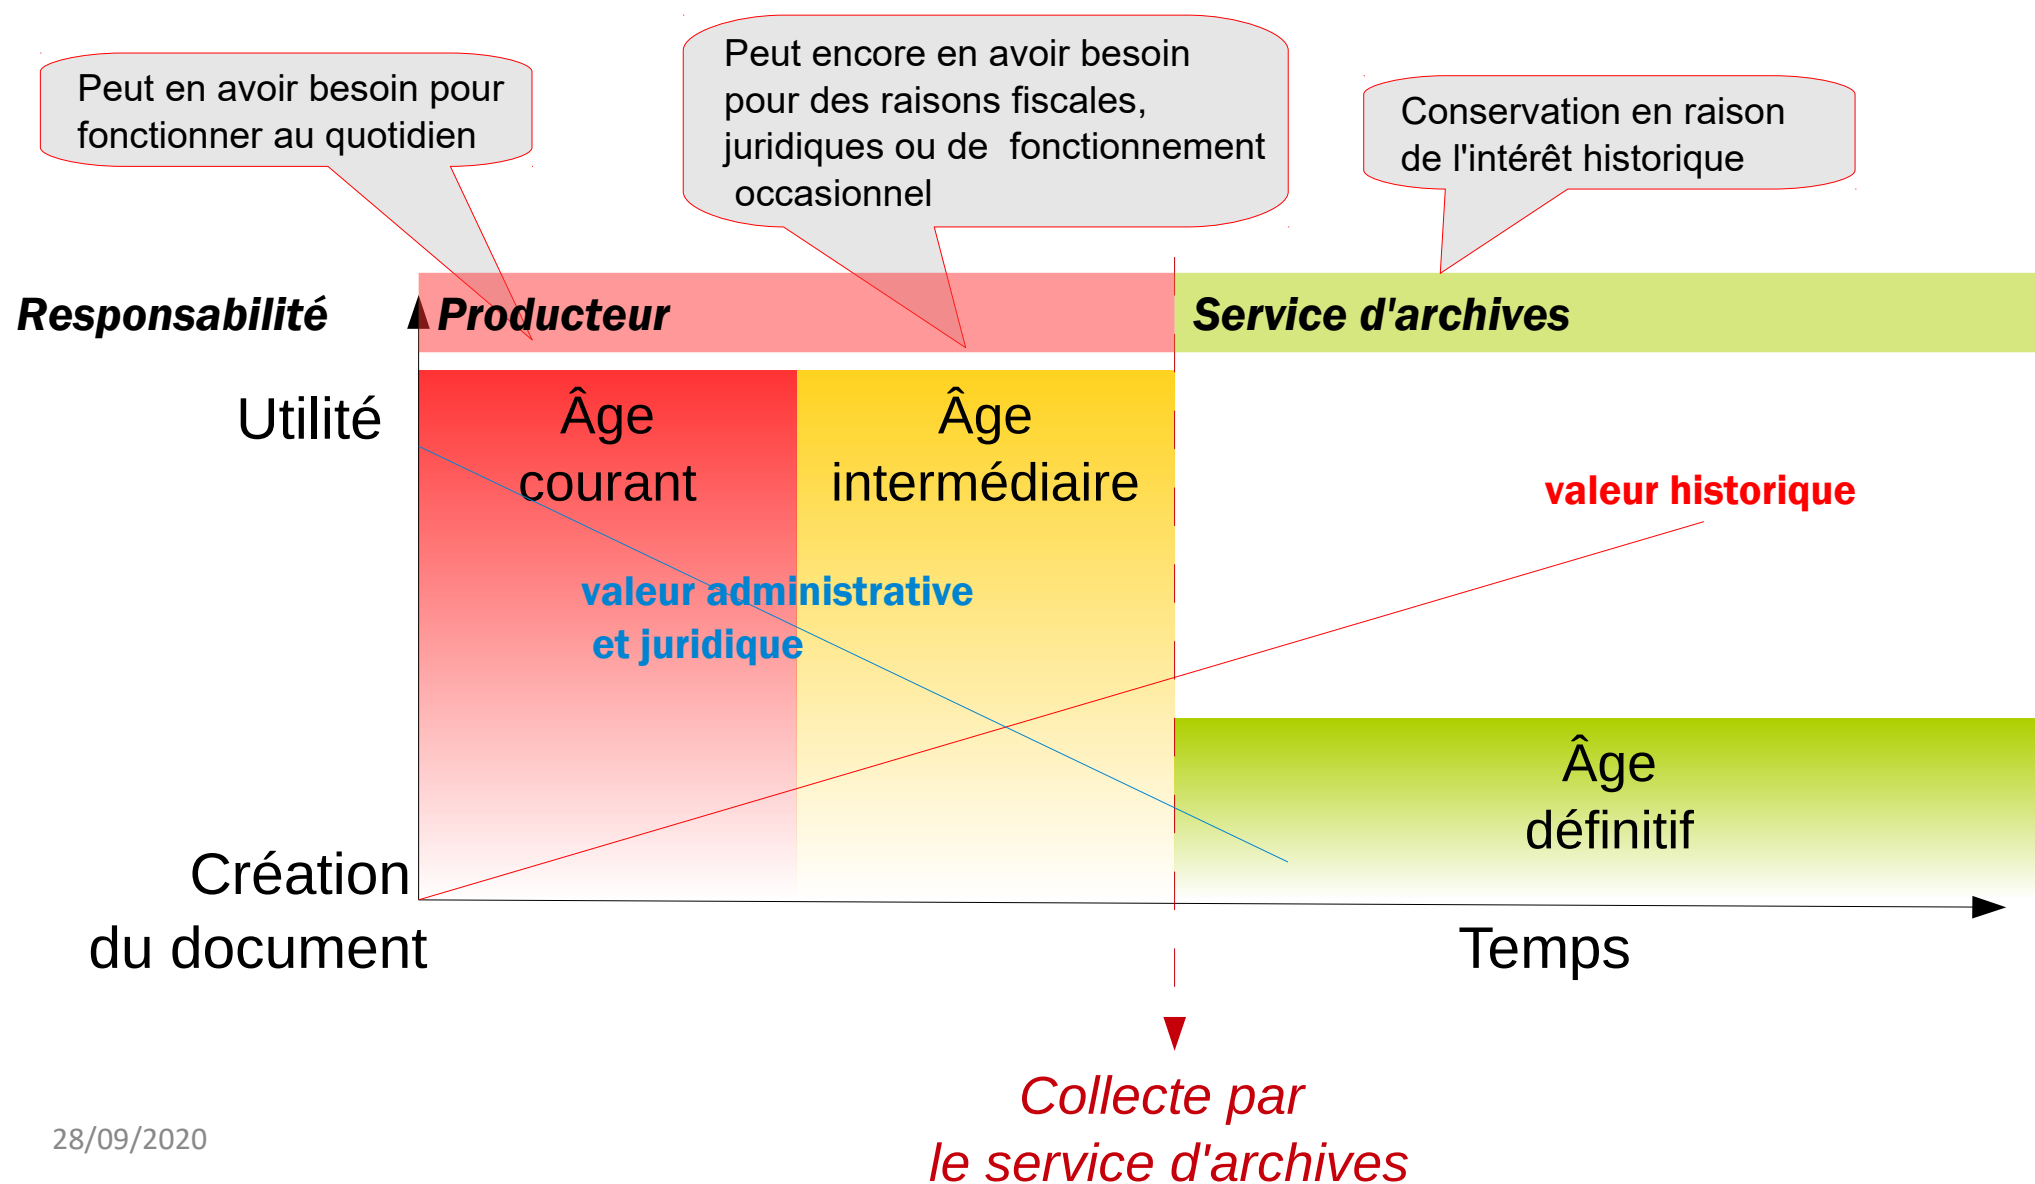 Peut en avoir besoin pour
fonctionner au quotidien
Peut encore en avoir besoin
pour des raisons fiscales,
juridiques ou de  fonctionnement
occasionnel
Conservation en raison
de l'intérêt historique
Responsabilité
Producteur
Service d'archives
Utilité
Âge
courant
Âge
intermédiaire
valeur historique
valeur administrative
et juridique
Âge
définitif
Création
du document
Temps
Collecte par
le service d'archives
28/09/2020